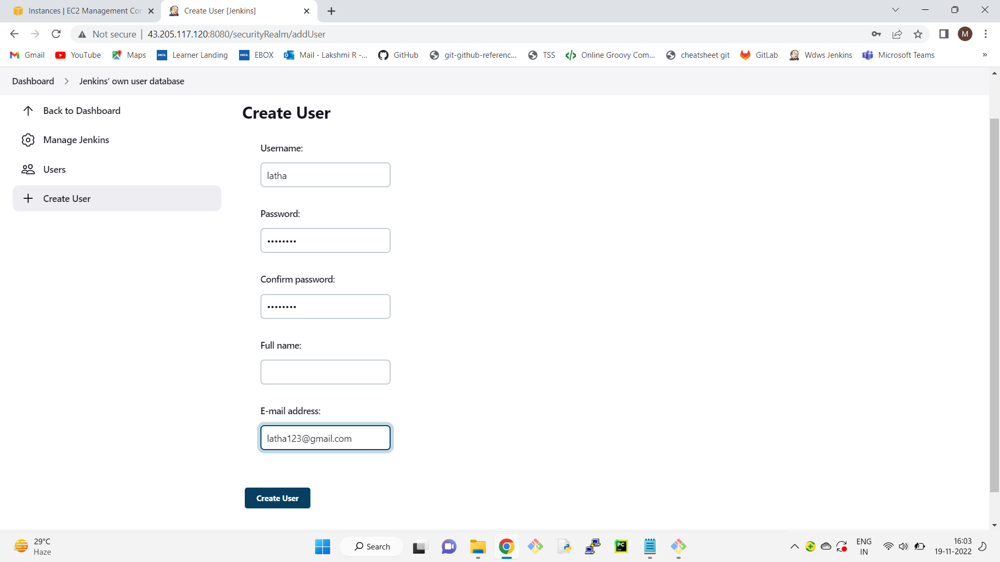 Instances | EC2 Management Con
Create User [Jenkins]
Not secure
43.205.117.120:8080/securityRealm/addUser
M
Gmail
YouTube
Maps
HCL Learner Landing
HCL EBOX
Mail - Lakshmi R -...
GitHub
git-github-referenc...
TSS
Online Groovy Com...
cheatsheet git
GitLab
Wdws Jenkins
Microsoft Teams
»
Dashboard > Jenkins' own user database
Back to Dashboard
Manage Jenkins
Users
Create User
Create User
Username:
latha
Password:
••••••••
Confirm password:
••••••••
Full name:
E-mail address:
latha123@gmail.com
Create User
29°C
Haze
Search
PC
ENG
IN
16:03
19-11-2022